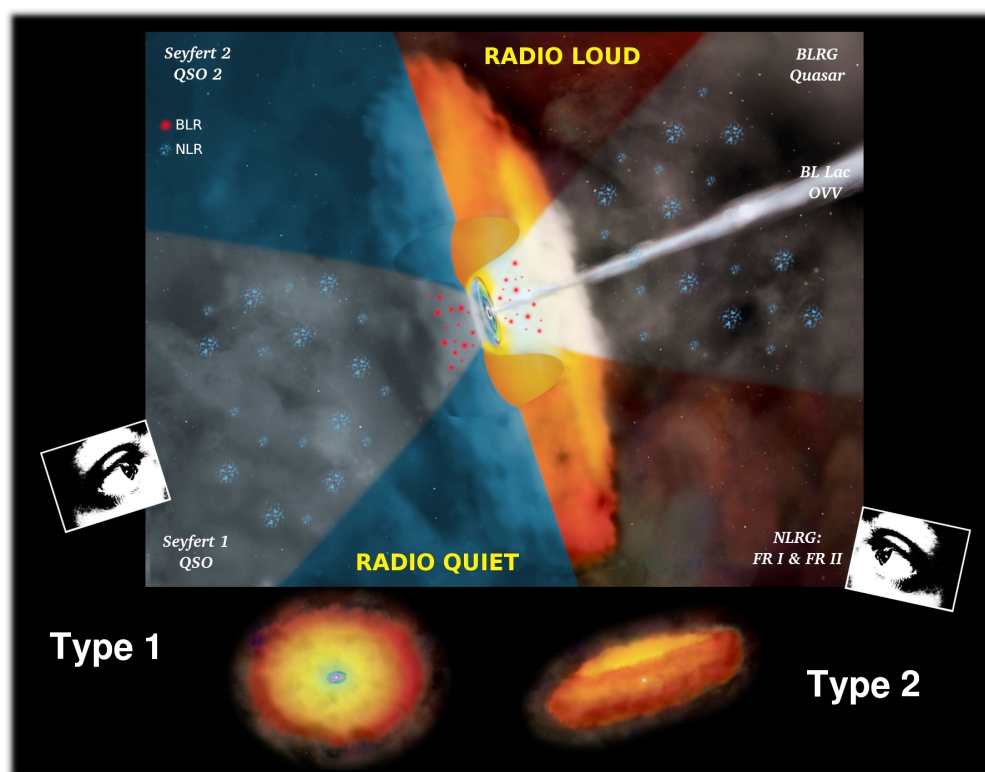 Seyfert 2
QSO 2
RADIO LOUD
BLRG
Quasar
BLR
NLR
BL Lac
OVV
Seyfert 1
QSO
RADIO QUIET
NLRG:
FR I & FR II
Type 1
Type 2